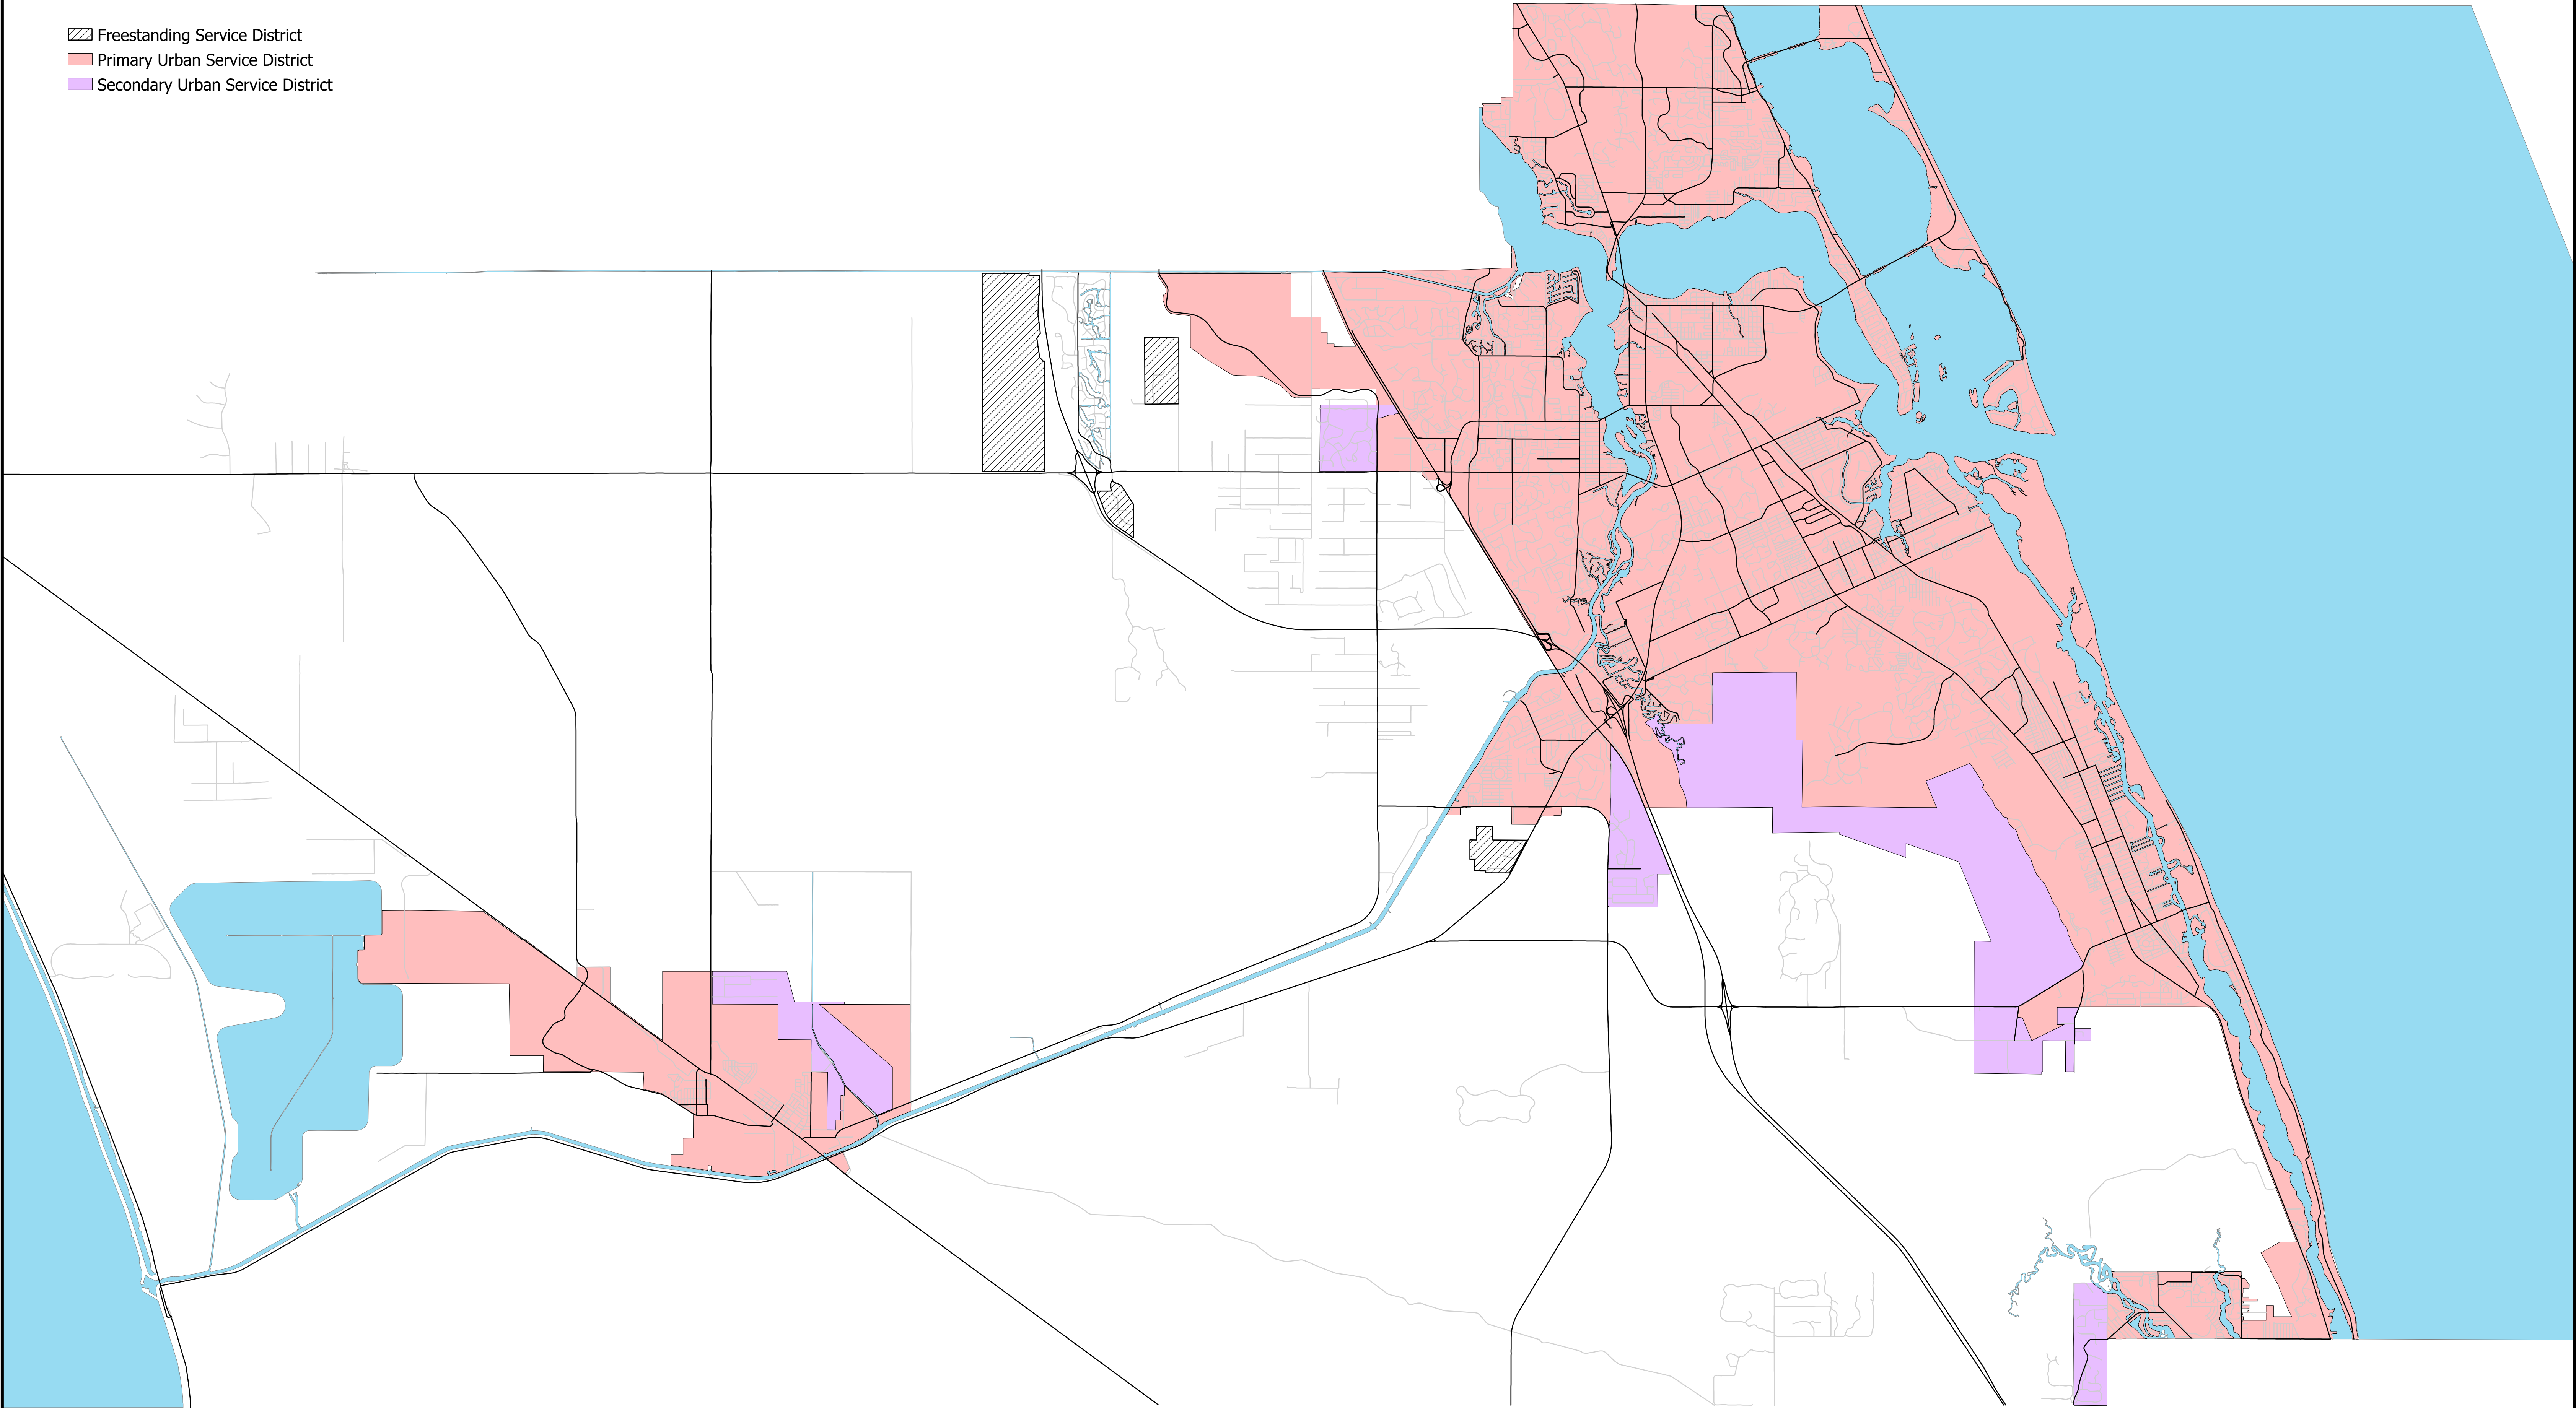 Freestanding Service District
Primary Urban Service District
Secondary Urban Service District